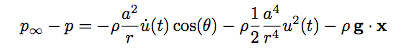 p∞ − p = −ρ a²/r u̇(t) cos(θ) − ρ 1/2 a⁴/r⁴ u²(t) − ρ g · x